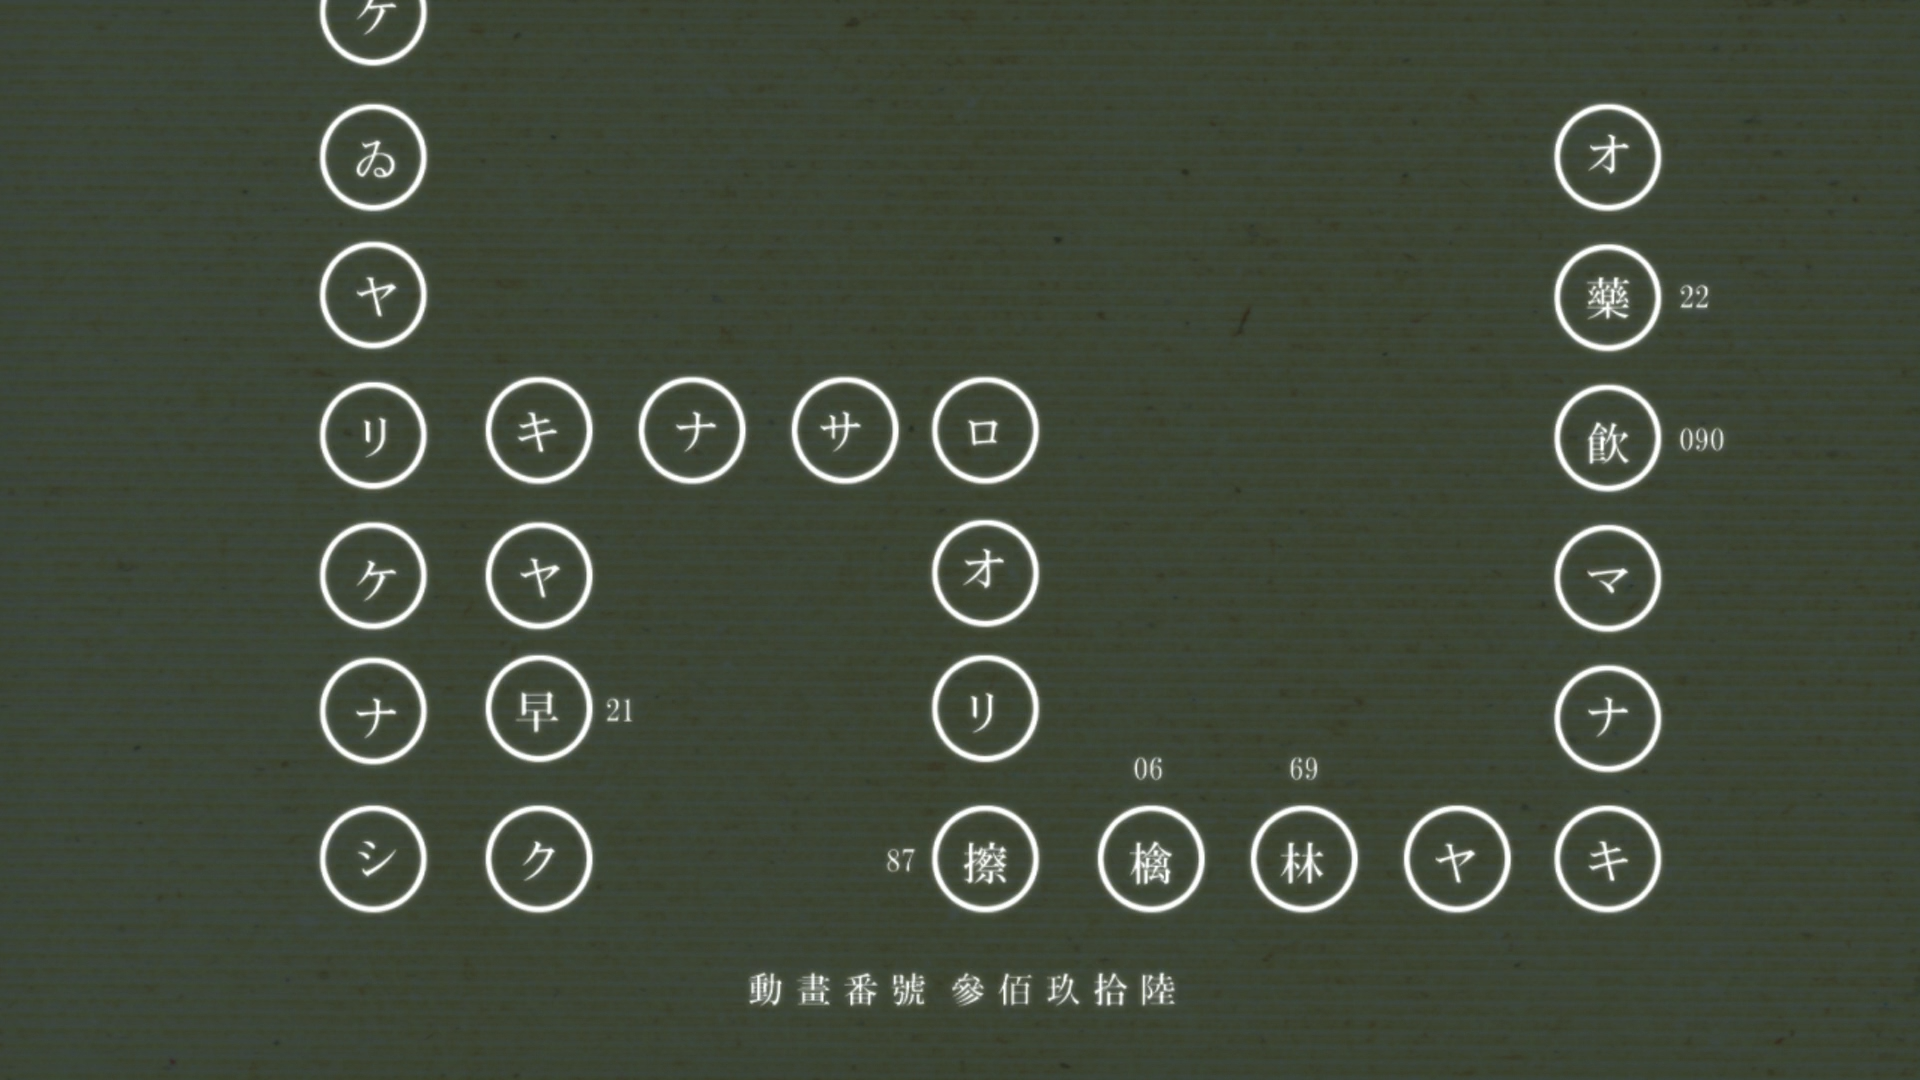 オ藥飲マナキ
22
090
ヤ林檎擦
69
06
87
リオロ
サナキ
ヤ早ク
21
シナケリヤゐケ
動畫番號 參佰玖拾陸